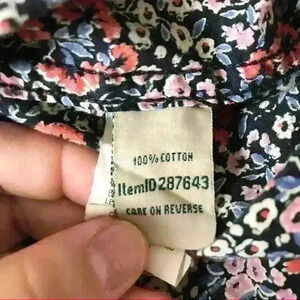 100% COTTON
ItemID287643
CARE ON REVERSE